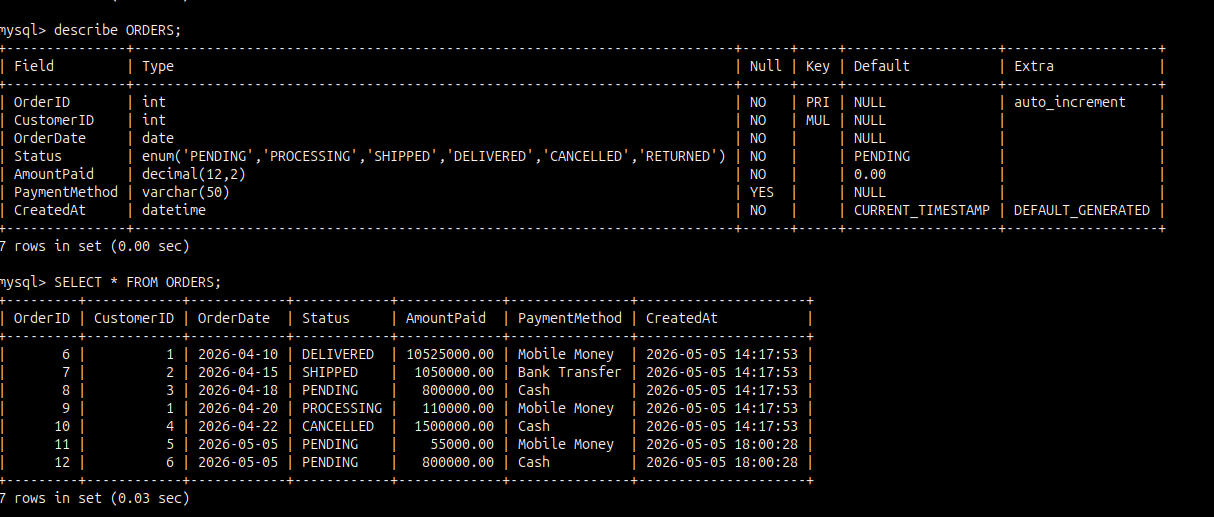 mysql> describe ORDERS;
+---------------+--------------------------------------------------------------------------+------+-----+-------------------+-------------------+
| Field         | Type                                                                     | Null | Key | Default           | Extra             |
+---------------+--------------------------------------------------------------------------+------+-----+-------------------+-------------------+
| OrderID       | int                                                                      | NO   | PRI | NULL              | auto_increment    |
| CustomerID    | int                                                                      | NO   | MUL | NULL              |                   |
| OrderDate     | date                                                                     | NO   |     | NULL              |                   |
| Status        | enum('PENDING','PROCESSING','SHIPPED','DELIVERED','CANCELLED','RETURNED') | NO   |     | PENDING           |                   |
| AmountPaid    | decimal(12,2)                                                            | NO   |     | 0.00              |                   |
| PaymentMethod | varchar(50)                                                              | YES  |     | NULL              |                   |
| CreatedAt     | datetime                                                                 | NO   |     | CURRENT_TIMESTAMP | DEFAULT_GENERATED |
+---------------+--------------------------------------------------------------------------+------+-----+-------------------+-------------------+
7 rows in set (0.00 sec)
mysql> SELECT * FROM ORDERS;
+---------+------------+------------+------------+-------------+---------------+---------------------+
| OrderID | CustomerID | OrderDate  | Status     | AmountPaid  | PaymentMethod | CreatedAt           |
+---------+------------+------------+------------+-------------+---------------+---------------------+
|       6 |          1 | 2026-04-10 | DELIVERED  | 10525000.00 | Mobile Money  | 2026-05-05 14:17:53 |
|       7 |          2 | 2026-04-15 | SHIPPED    |  1050000.00 | Bank Transfer | 2026-05-05 14:17:53 |
|       8 |          3 | 2026-04-18 | PENDING    |   800000.00 | Cash          | 2026-05-05 14:17:53 |
|       9 |          1 | 2026-04-20 | PROCESSING |   110000.00 | Mobile Money  | 2026-05-05 14:17:53 |
|      10 |          4 | 2026-04-22 | CANCELLED  |  1500000.00 | Cash          | 2026-05-05 14:17:53 |
|      11 |          5 | 2026-05-05 | PENDING    |    55000.00 | Mobile Money  | 2026-05-05 18:00:28 |
|      12 |          6 | 2026-05-05 | PENDING    |   800000.00 | Cash          | 2026-05-05 18:00:28 |
+---------+------------+------------+------------+-------------+---------------+---------------------+
7 rows in set (0.03 sec)